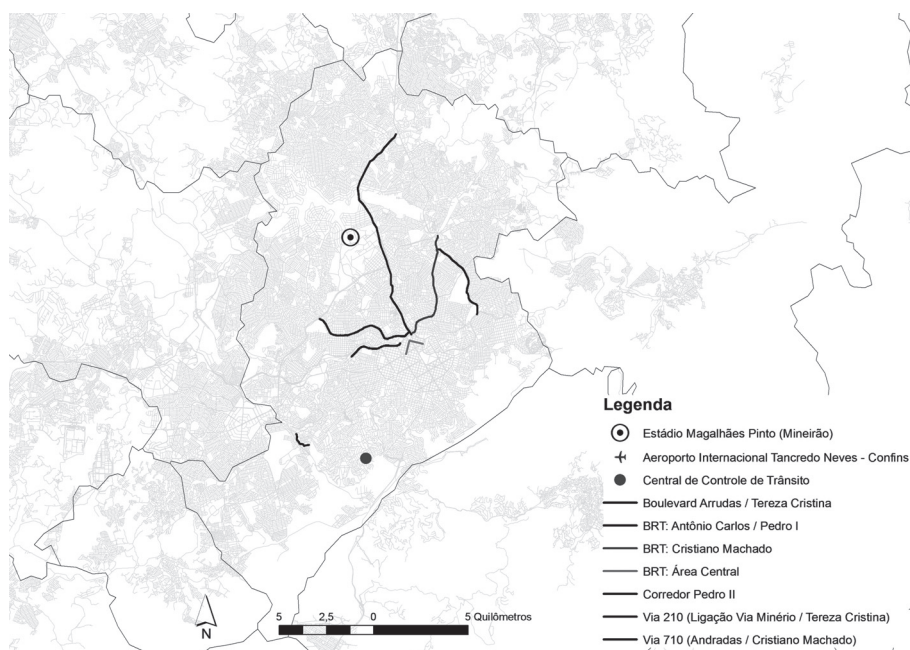 Legenda
Estádio Magalhães Pinto (Mineirão)
Aeroporto Internacional Tancredo Neves - Confins
Central de Controle de Trânsito
Boulevard Arrudas / Tereza Cristina
BRT: Antônio Carlos / Pedro I
BRT: Cristiano Machado
BRT: Área Central
Corredor Pedro II
Via 210 (Ligação Via Minério / Tereza Cristina)
Via 710 (Andradas / Cristiano Machado)
N
5 2,5 0 5 Quilômetros